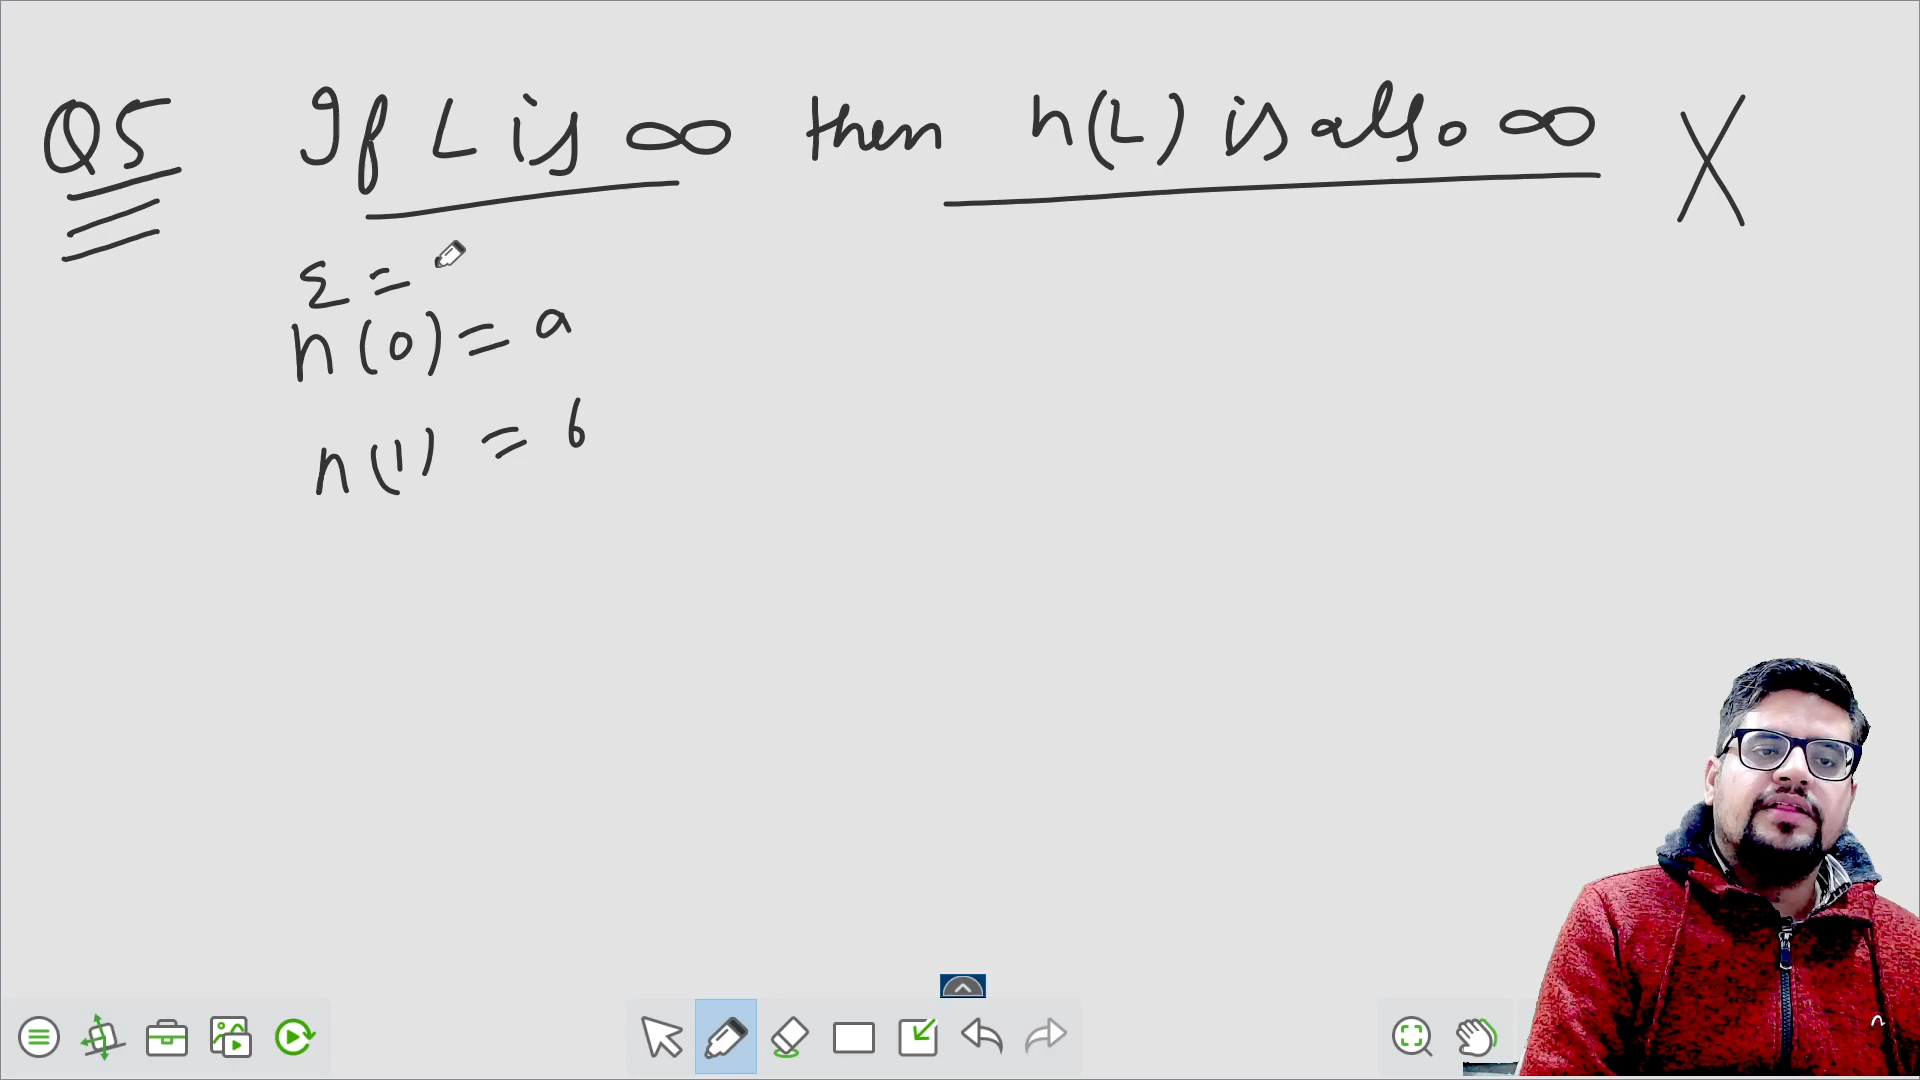 Q5 If L is ∞ then h(L) is also ∞ X
Σ =
h(0) = a
h(1) = b